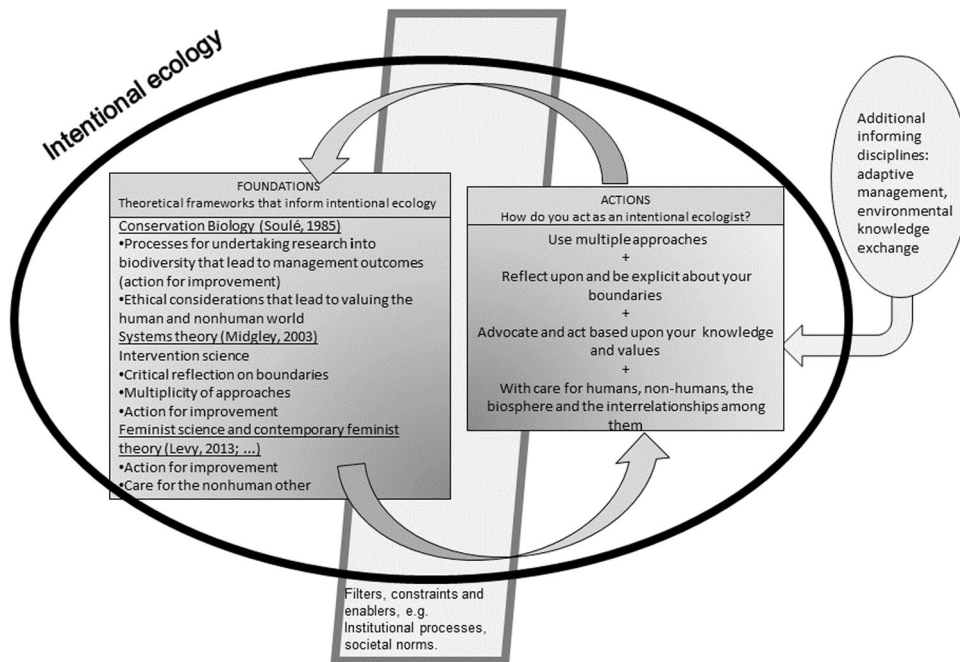 Intentional ecology
FOUNDATIONS
Theoretical frameworks that inform intentional ecology
Conservation Biology (Soulé, 1985)
•Processes for undertaking research into
biodiversity that lead to management outcomes
(action for improvement)
•Ethical considerations that lead to valuing the
human and nonhuman world
Systems theory (Midgley, 2003)
Intervention science
•Critical reflection on boundaries
•Multiplicity of approaches
•Action for improvement
Feminist science and contemporary feminist
theory (Levy, 2013; ...)
•Action for improvement
•Care for the nonhuman other
ACTIONS
How do you act as an intentional ecologist?
Use multiple approaches
+
Reflect upon and be explicit about your
boundaries
+
Advocate and act based upon your knowledge
and values
+
With care for humans, non-humans, the
biosphere and the interrelationships among
them
Additional
informing
disciplines:
adaptive
management,
environmental
knowledge
exchange
Filters, constraints and
enablers, e.g.
Institutional processes,
societal norms.